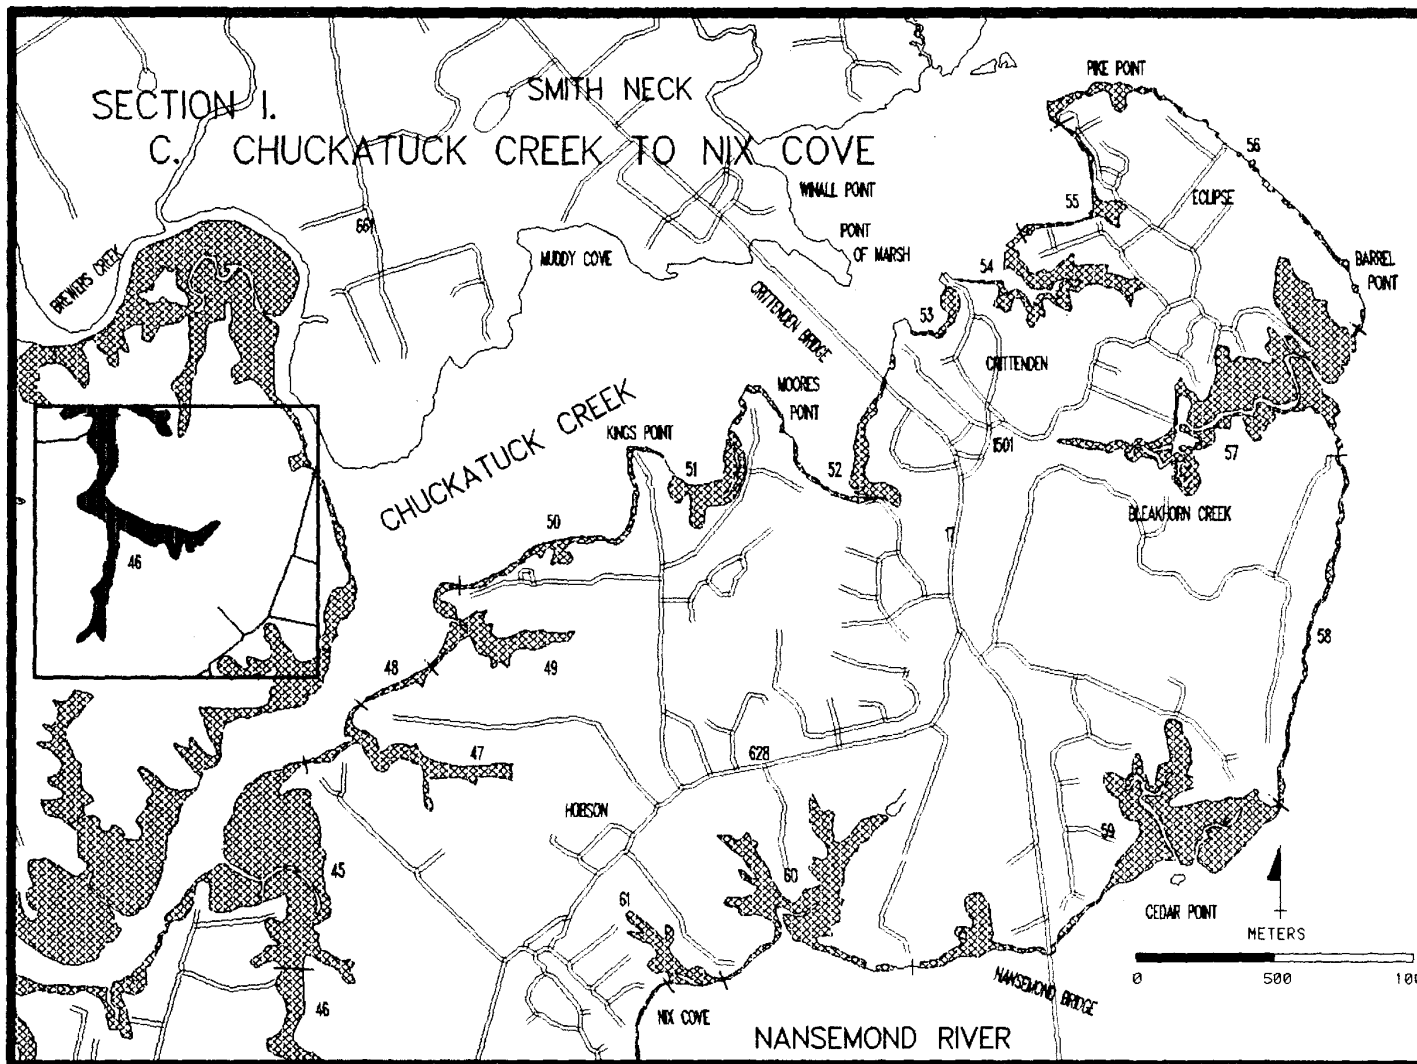 SECTION I.
SMITH NECK
C. CHUCKATUCK CREEK TO NIX COVE
PIKE POINT
56
WINALL POINT
ECLIPSE
55
661
POINT
OF MARSH
BREWERS CREEK
MUDDY COVE
BARREL
POINT
54
CRITTENDEN BRIDGE
53
CRITTENDEN
CHUCKATUCK CREEK
MOORES
POINT
KINGS POINT
1501
57
51
52
BLEAKHORN CREEK
50
46
58
48
49
47
628
HOBSON
59
45
60
61
CEDAR POINT
METERS
0 500 100
NANSEMOND BRIDGE
46
NIX COVE
NANSEMOND RIVER